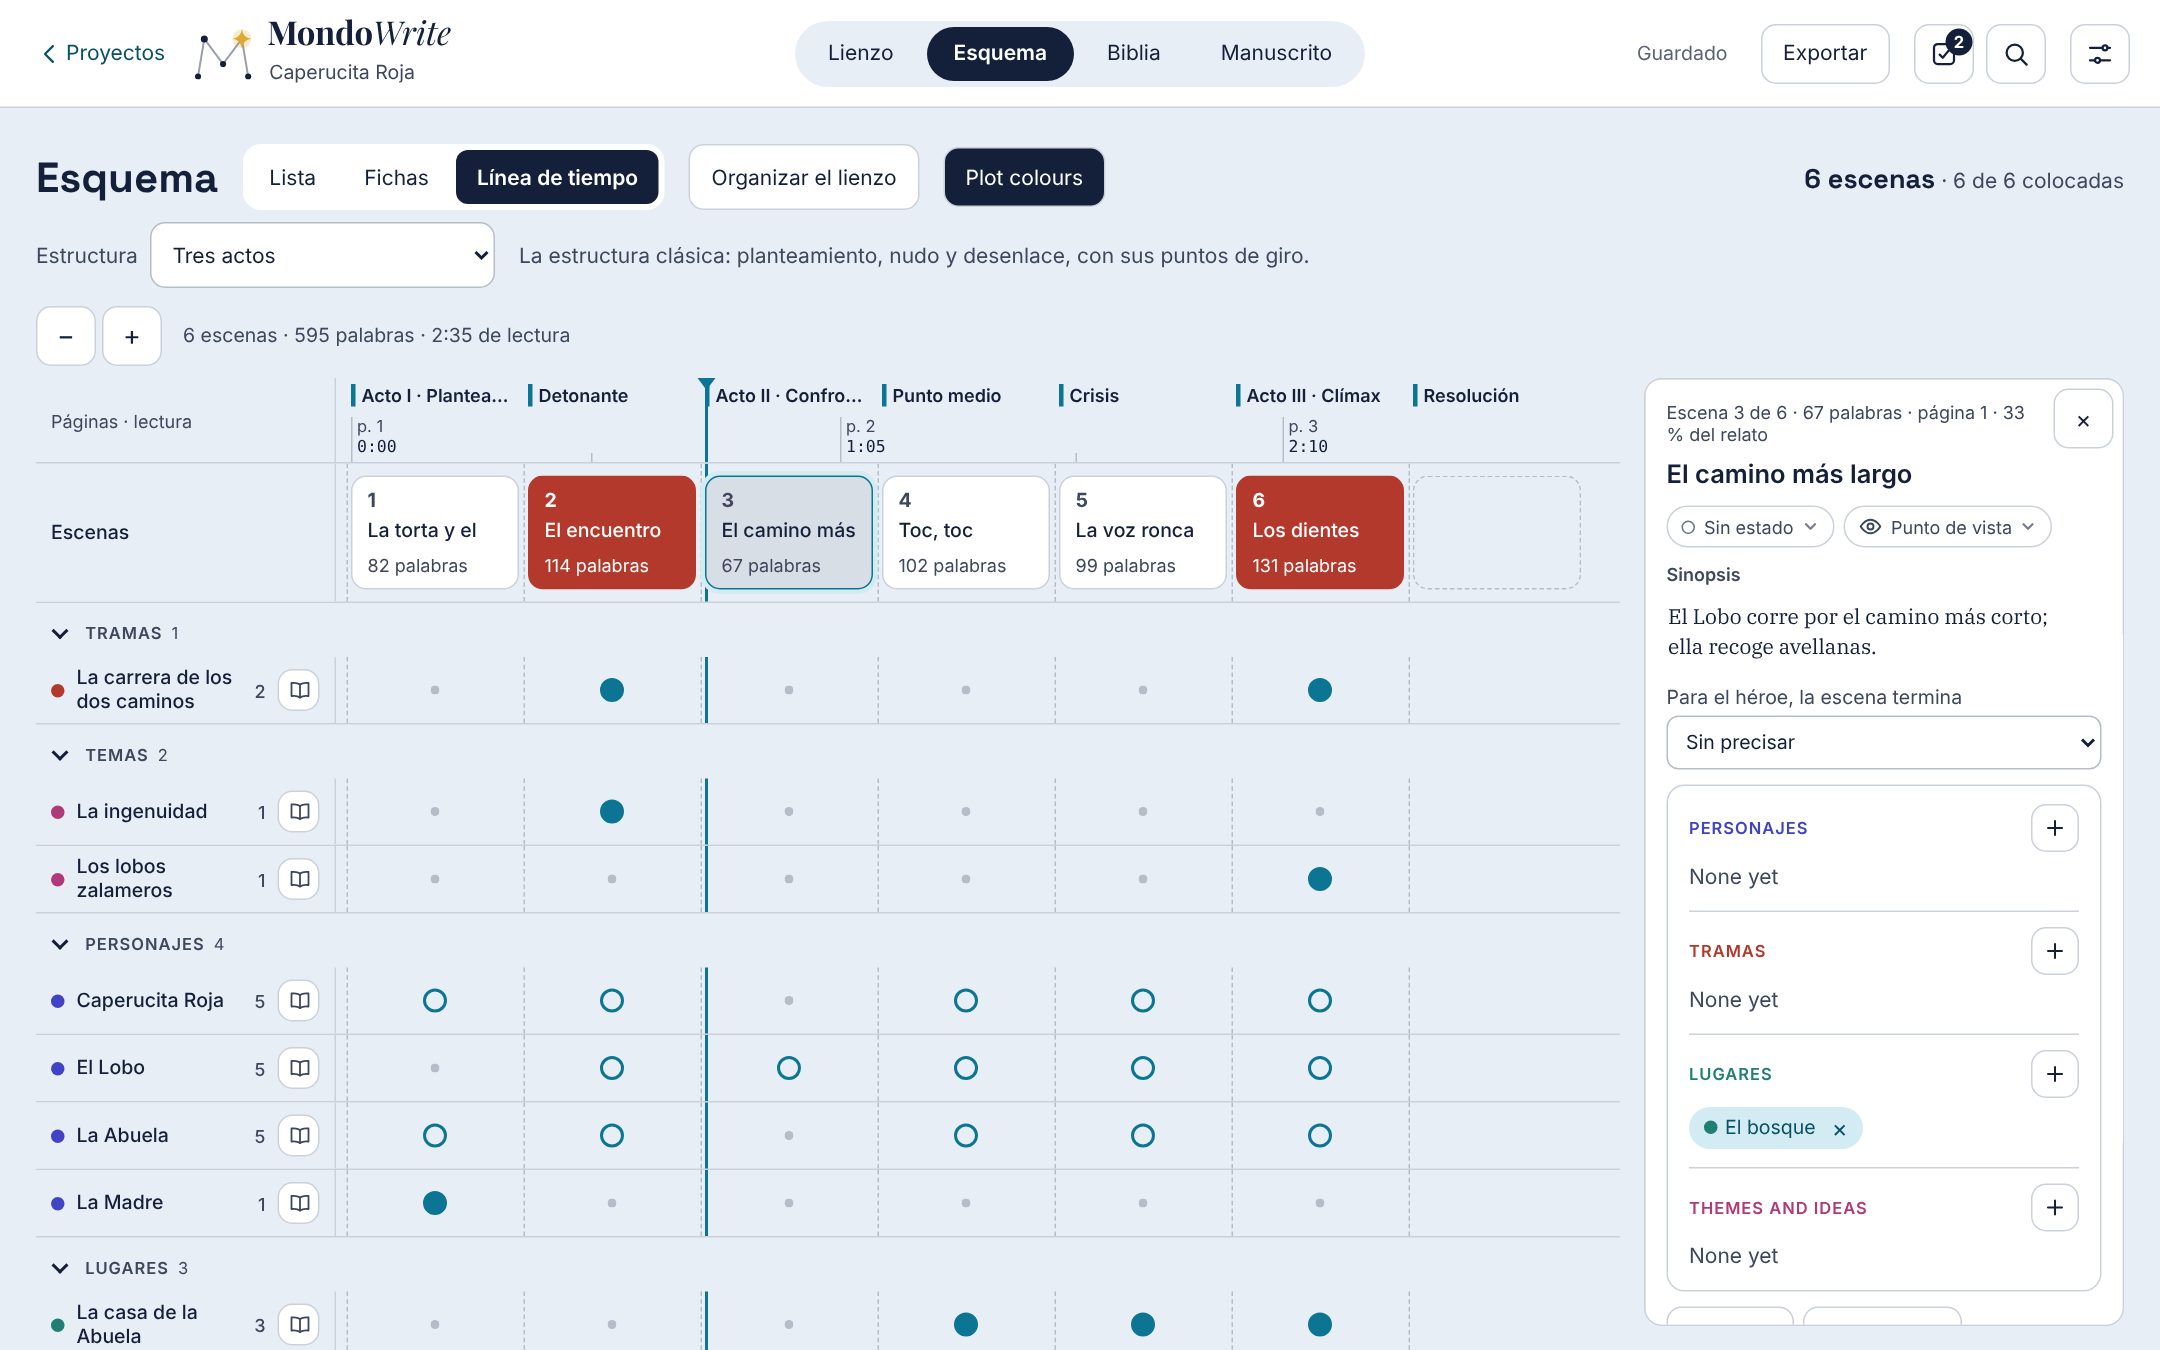 Proyectos
MondoWrite
Caperucita Roja
Lienzo
Esquema
Biblia
Manuscrito
Guardado
Exportar
2
Esquema
Lista
Fichas
Línea de tiempo
Organizar el lienzo
Plot colours
6 escenas · 6 de 6 colocadas
Estructura
Tres actos
La estructura clásica: planteamiento, nudo y desenlace, con sus puntos de giro.
− +
6 escenas · 595 palabras · 2:35 de lectura
Páginas · lectura
Acto I · Plantea...
Detonante
Acto II · Confro...
Punto medio
Crisis
Acto III · Clímax
Resolución
p. 1
0:00
p. 2
1:05
p. 3
2:10
Escenas
1
La torta y el
82 palabras
2
El encuentro
114 palabras
3
El camino más
67 palabras
4
Toc, toc
102 palabras
5
La voz ronca
99 palabras
6
Los dientes
131 palabras
TRAMAS 1
La carrera de los
dos caminos
2
TEMAS 2
La ingenuidad 1
Los lobos
zalameros
1
PERSONAJES 4
Caperucita Roja 5
El Lobo 5
La Abuela 5
La Madre 1
LUGARES 3
La casa de la
Abuela
3
Escena 3 de 6 · 67 palabras · página 1 · 33
% del relato
×
El camino más largo
Sin estado
Punto de vista
Sinopsis
El Lobo corre por el camino más corto;
ella recoge avellanas.
Para el héroe, la escena termina
Sin precisar
PERSONAJES +
None yet
TRAMAS +
None yet
LUGARES +
El bosque ×
THEMES AND IDEAS +
None yet